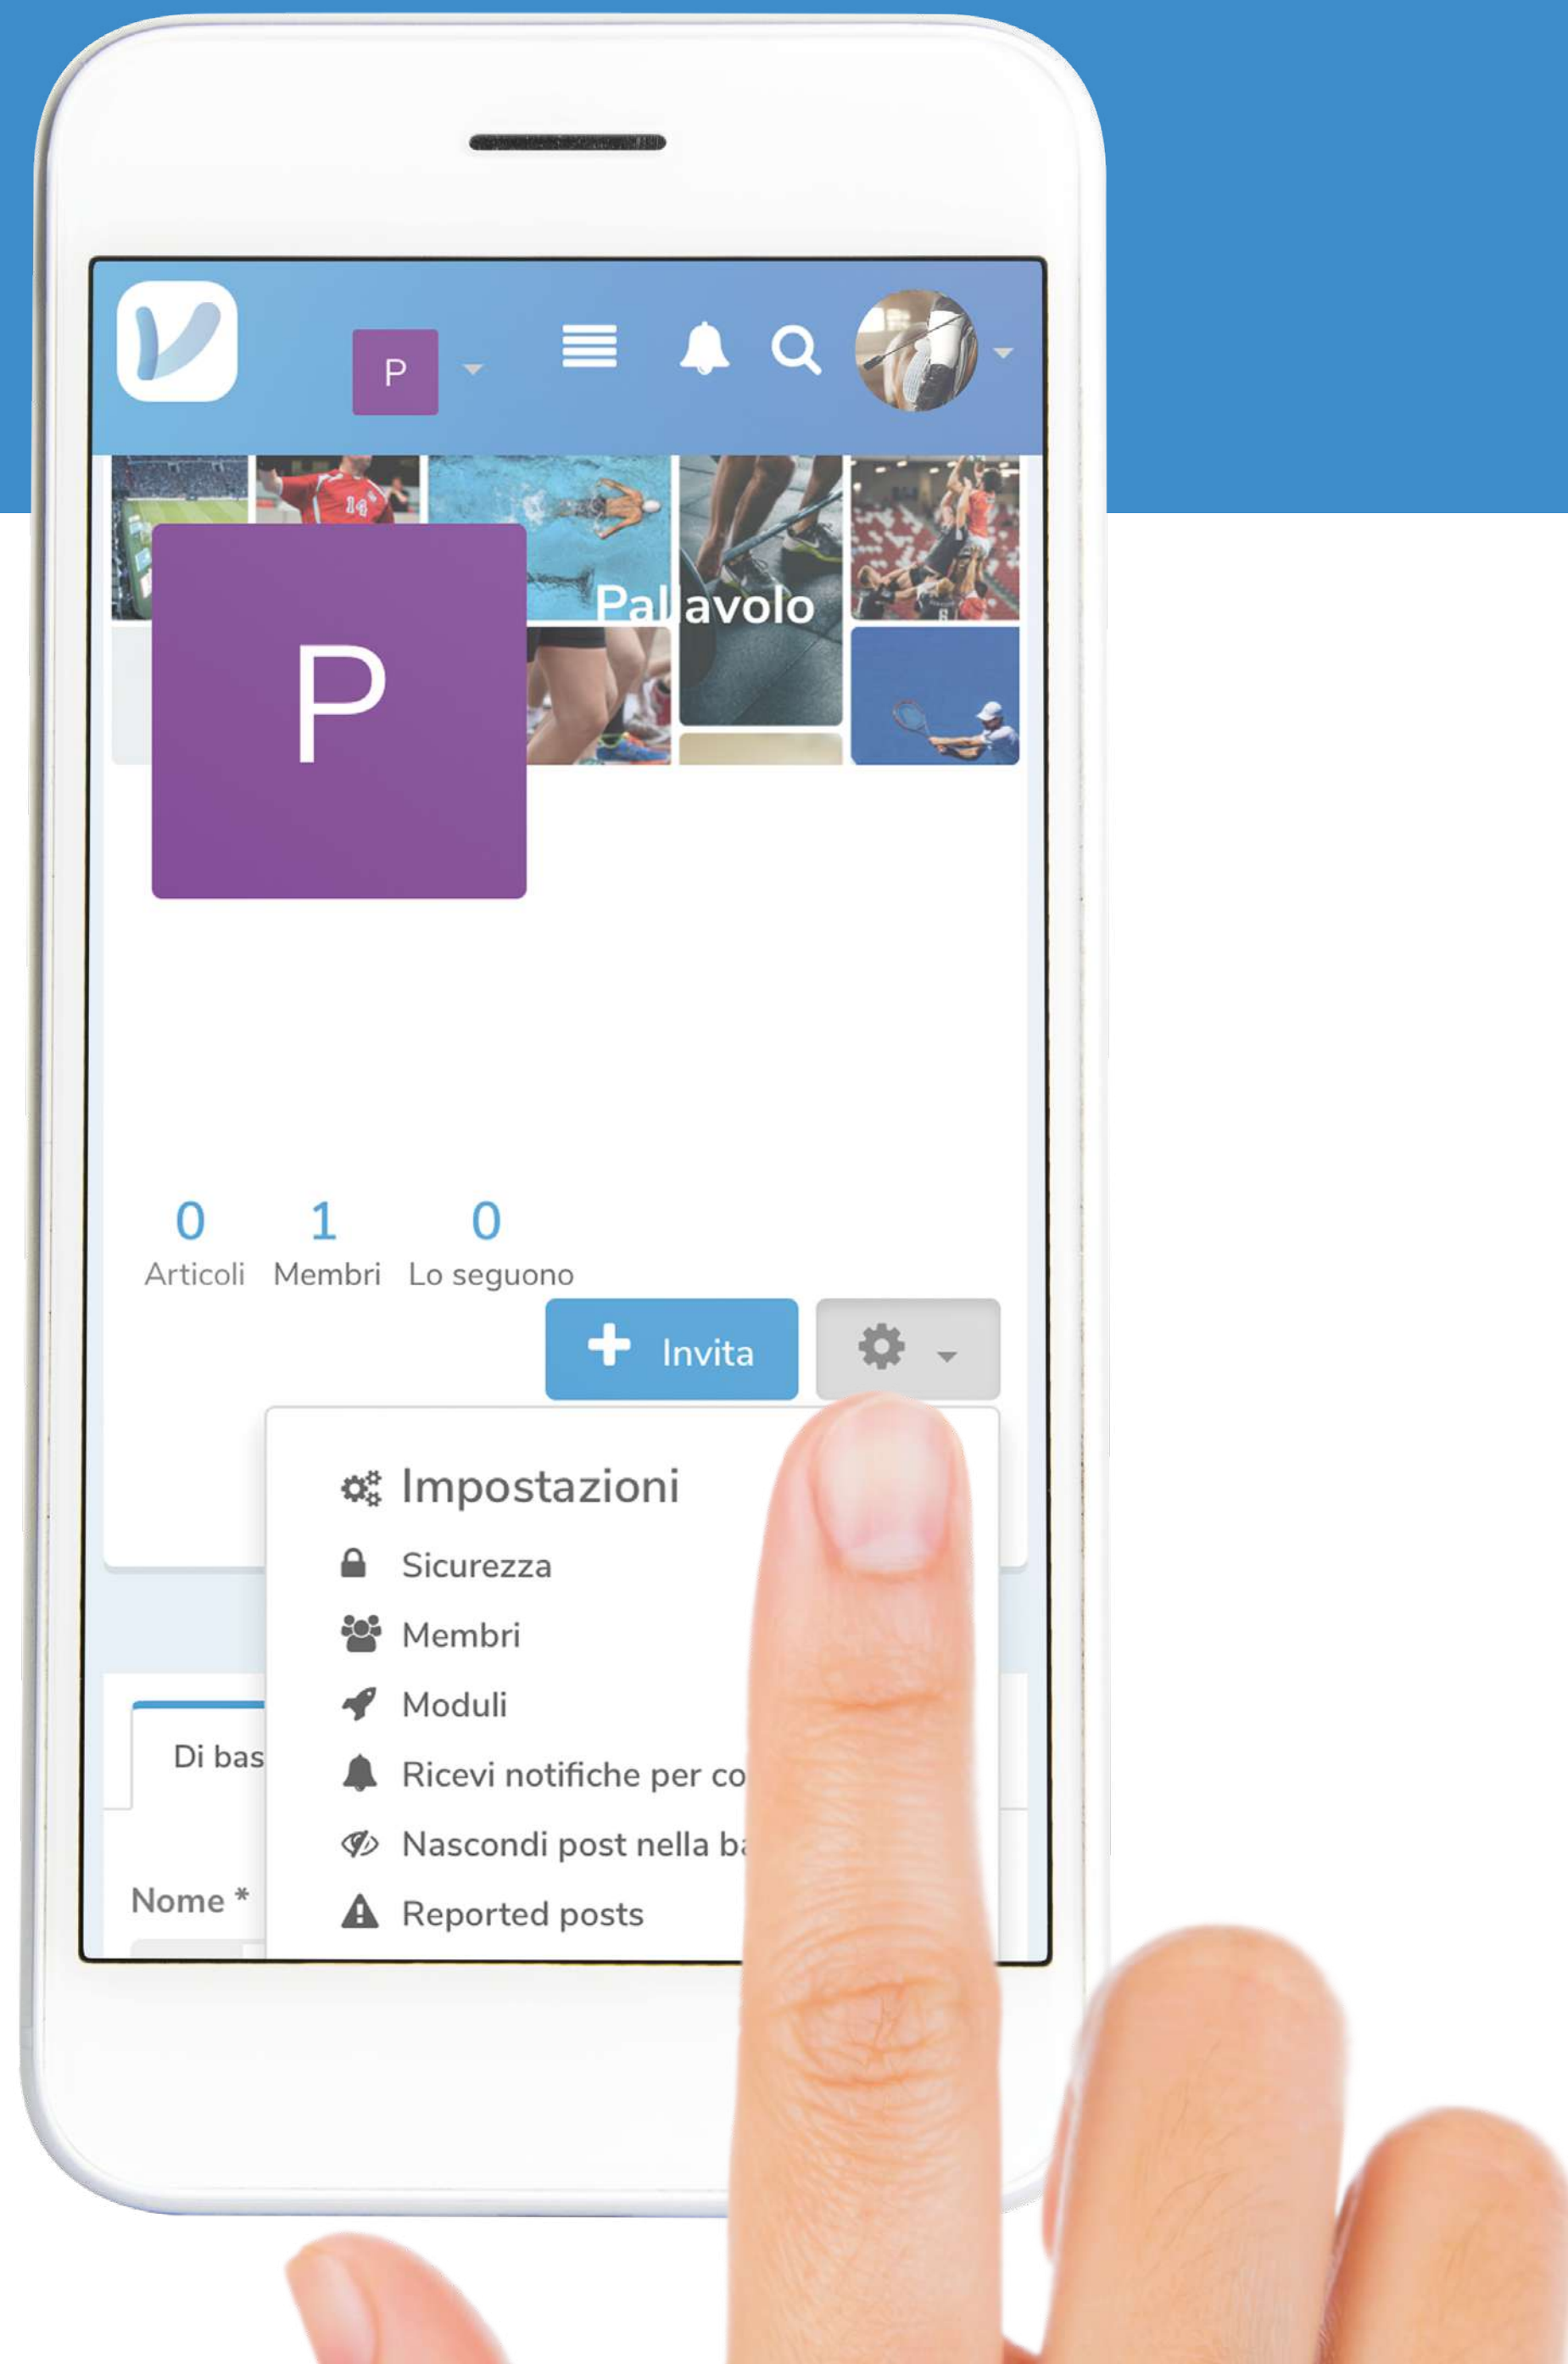 P
Pallavolo
P
0 1 0
Articoli Membri Lo seguono
Invita
Impostazioni
Sicurezza
Membri
Moduli
Di bas
Ricevi notifiche per co
Nascondi post nella
Nome *
Reported posts